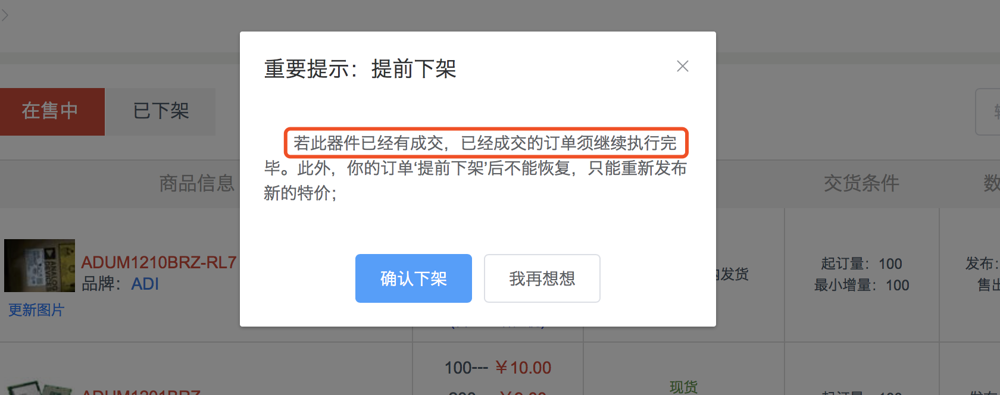 重要提示：提前下架
在售中
已下架
若此器件已经有成交，已经成交的订单须继续执行完
毕。此外，你的订单‘提前下架’后不能恢复，只能重新发布
新的特价；
商品信息
交货条件
数
确认下架
我再想想
ADUM1210BRZ-RL7
品牌：ADI
更新图片
发货
起订量：100
最小增量：100
发布：
售出
100--- ￥10.00
现货
ADUM1201BRZ